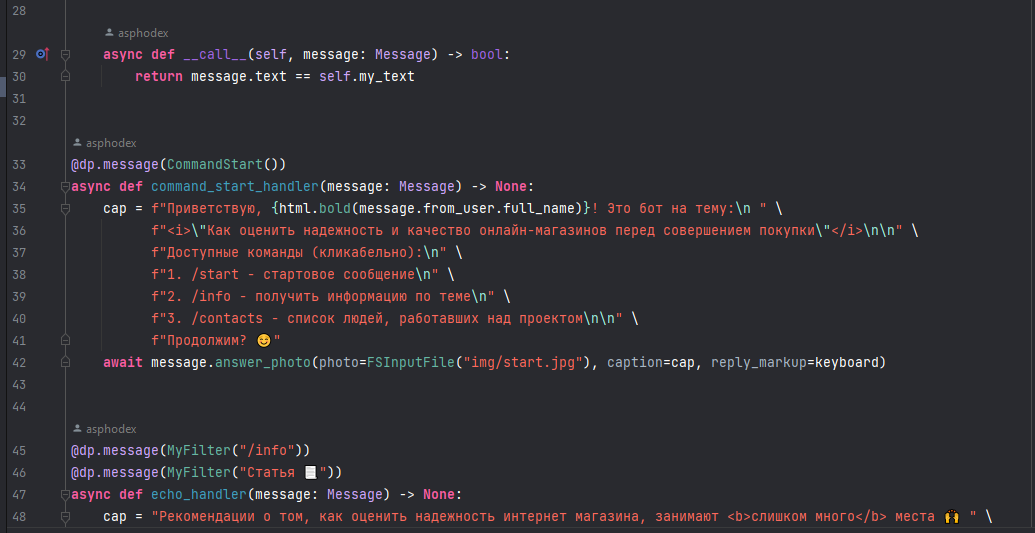 28
asphodex
29 async def __call__(self, message: Message) -> bool:
30 return message.text == self.my_text
31
32
asphodex
33 @dp.message(CommandStart())
34 async def command_start_handler(message: Message) -> None:
35 cap = f"Приветствую, {html.bold(message.from_user.full_name)}! Это бот на тему:\n " \
36 f"<i>\"Как оценить надежность и качество онлайн-магазинов перед совершением покупки\"</i>\n\n" \
37 f"Доступные команды (кликабельно):\n" \
38 f"1. /start - стартовое сообщение\n" \
39 f"2. /info - получить информацию по теме\n" \
40 f"3. /contacts - список людей, работавших над проектом\n\n" \
41 f"Продолжим? 😊"
42 await message.answer_photo(photo=FSInputFile("img/start.jpg"), caption=cap, reply_markup=keyboard)
43
44
asphodex
45 @dp.message(MyFilter("/info"))
46 @dp.message(MyFilter("Статья 📃"))
47 async def echo_handler(message: Message) -> None:
48 cap = "Рекомендации о том, как оценить надежность интернет магазина, занимают <b>слишком много</b> места 🙌 " \